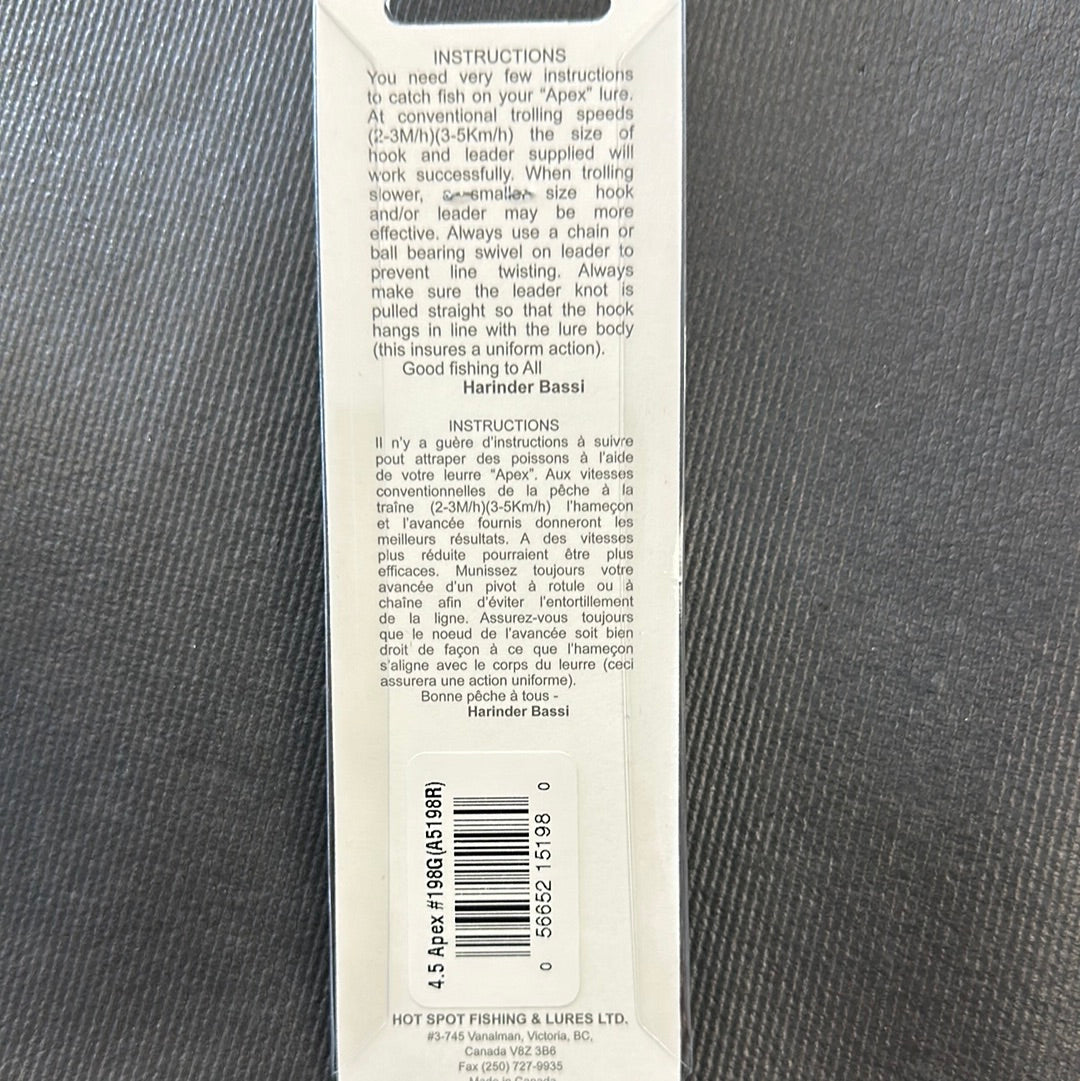 INSTRUCTIONS
You need very few instructions
to catch fish on your "Apex" lure.
At conventional trolling speeds
(2-3M/h)(3-5Km/h) the size of
hook and leader supplied will
work successfully. When trolling
slower, a smaller size hook
and/or leader may be more
effective. Always use a chain or
ball bearing swivel on leader to
prevent line twisting. Always
make sure the leader knot is
pulled straight so that the hook
hangs in line with the lure body
(this insures a uniform action).
Good fishing to All
Harinder Bassi
INSTRUCTIONS
Il n'y a guère d'instructions à suivre
pout attraper des poissons à l'aide
de votre leurre "Apex". Aux vitesses
conventionnelles de la pêche à la
traîne (2-3M/h)(3-5Km/h) l'hameçon
et l'avancée fournis donneront les
meilleurs résultats. A des vitesses
plus réduite pourraient être plus
efficaces. Munissez toujours votre
avancée d'un pivot à rotule ou à
chaîne afin d'éviter l'entortillement
de la ligne. Assurez-vous toujours
que le noeud de l'avancée soit bien
droit de façon à ce que l'hameçon
s'aligne avec le corps du leurre (ceci
assurera une action uniforme).
Bonne pêche à tous -
Harinder Bassi
4.5 Apex #198G(A5198R)
0 56652 15198 0
HOT SPOT FISHING & LURES LTD.
#3-745 Vanalman, Victoria, BC,
Canada V8Z 3B6
Fax (250) 727-9935
Made in Canada